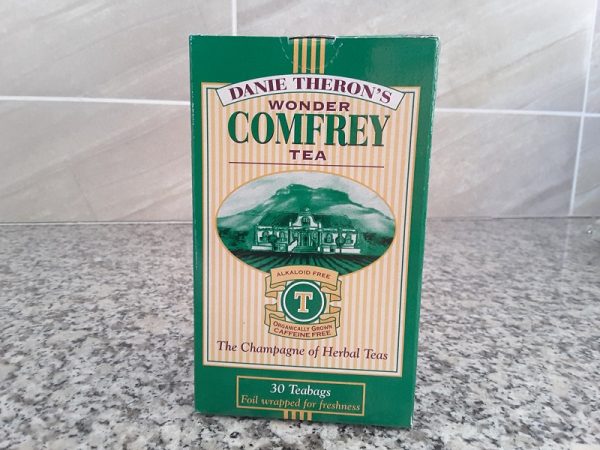 DANIE THERON'S
WONDER
COMFREY
TEA
ALKALOID FREE
T
ORGANICALLY GROWN
CAFFEINE FREE
The Champagne of Herbal Teas
30 Teabags
Foil wrapped for freshness